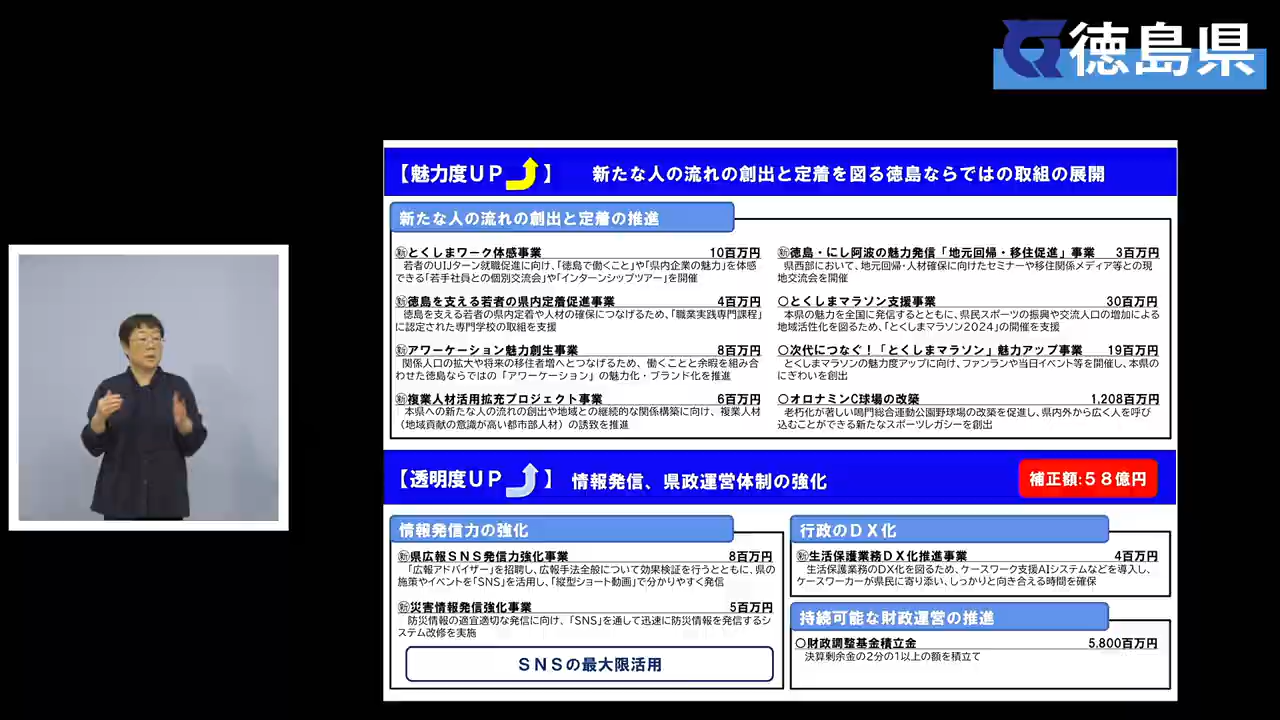 徳島県
【魅力度UP】 新たな人の流れの創出と定着を図る徳島ならではの取組の展開
新たな人の流れの創出と定着の推進
㊟とくしまワーク体感事業 10百万円
若者のUIJターン就職促進に向け、「徳島で働くこと」や「県内企業の魅力」を体感
できる「若手社員との個別交流会」や「インターンシップツアー」を開催
徳島を支える若者の県内定着促進事業 4百万円
徳島を支える若者の県内定着や人材の確保につなげるため、「職業実践専門課程」
に認定された専門学校の取組を支援
アワーケーション魅力創生事業 8百万円
関係人口の拡大や将来の移住者増へとつなげるため、働くことと余暇を組み合
わせた徳島ならではの「アワーケーション」の魅力化・ブランド化を推進
複業人材活用拡充プロジェクト事業 6百万円
本県への新たな人の流れの創出や地域との継続的な関係構築に向け、複業人材
（地域貢献の意識が高い都市部人材）の誘致を推進
徳島・にし阿波の魅力発信「地元回帰・移住促進」事業 3百万円
県西部において、地元回帰・人材確保に向けたセミナーや移住関係メディア等との現
地交流会を開催
○とくしまマラソン支援事業 30百万円
本県の魅力を全国に発信するとともに、県民スポーツの振興や交流人口の増加による
地域活性化を図るため、「とくしまマラソン2024」の開催を支援
○次代につなぐ！「とくしまマラソン」魅力アップ事業 19百万円
とくしまマラソンの魅力度アップに向け、ファンランや当日イベント等を開催し、本県の
にぎわいを創出
○オロナミンC球場の改築 1,208百万円
老朽化が著しい鳴門総合運動公園野球場の改築を促進し、県内外から広く人を呼び
込むことができる新たなスポーツレガシーを創出
【透明度UP】 情報発信、県政運営体制の強化
補正額:58億円
情報発信力の強化
県広報SNS発信力強化事業 8百万円
「広報アドバイザー」を招聘し、広報手法全般について効果検証を行うとともに、県の
施策やイベントを「SNS」を活用し、「縦型ショート動画」で分かりやすく発信
災害情報発信強化事業 5百万円
防災情報の適宜適切な発信に向け、「SNS」を通して迅速に防災情報を発信するシ
ステム改修を実施
SNSの最大限活用
行政のDX化
生活保護業務DX化推進事業 4百万円
生活保護業務のDX化を図るため、ケースワーク支援AIシステムなどを導入し、
ケースワーカーが県民に寄り添い、しっかりと向き合える時間を確保
持続可能な財政運営の推進
○財政調整基金積立金 5,800百万円
決算剰余金の2分の1以上の額を積立て